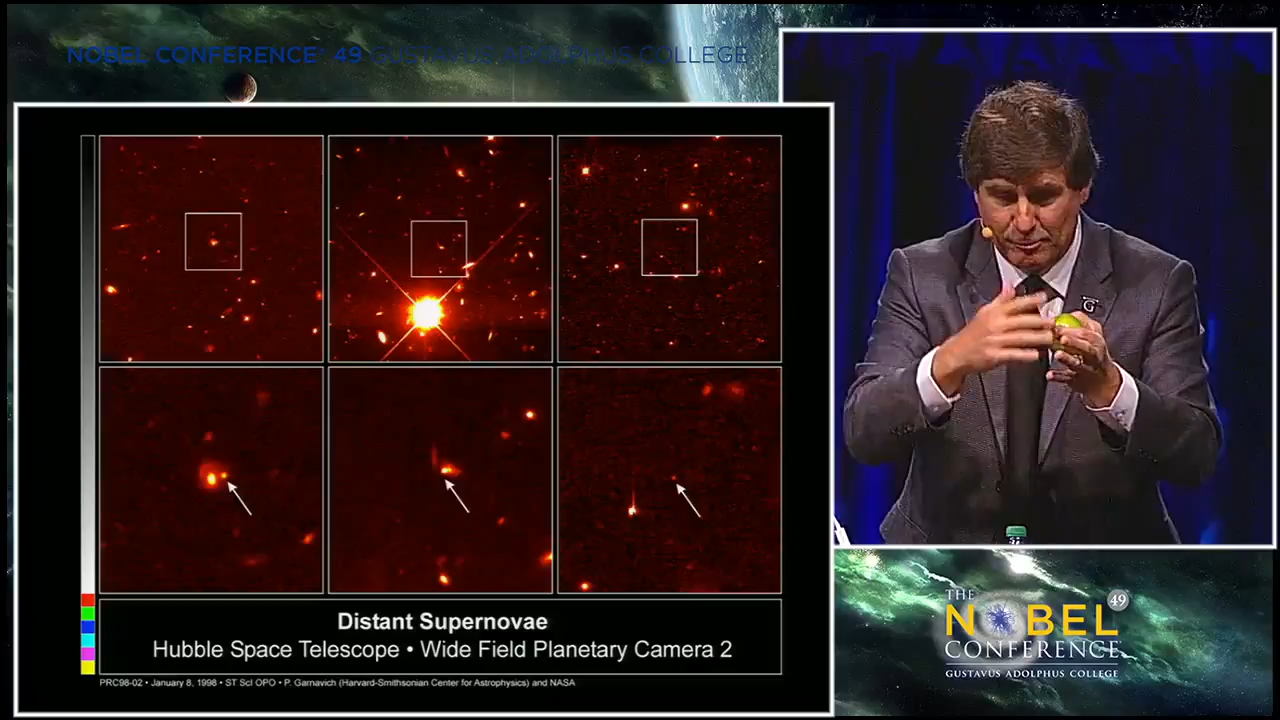 NOBEL CONFERENCE® 49 GUSTAVUS ADOLPHUS COLLEGE
Distant Supernovae
Hubble Space Telescope • Wide Field Planetary Camera 2
PRC98-02 • January 8, 1998 • ST ScI OPO • P. Garnavich (Harvard-Smithsonian Center for Astrophysics) and NASA
G
THE
NOBEL 49
CONFERENCE
GUSTAVUS ADOLPHUS COLLEGE